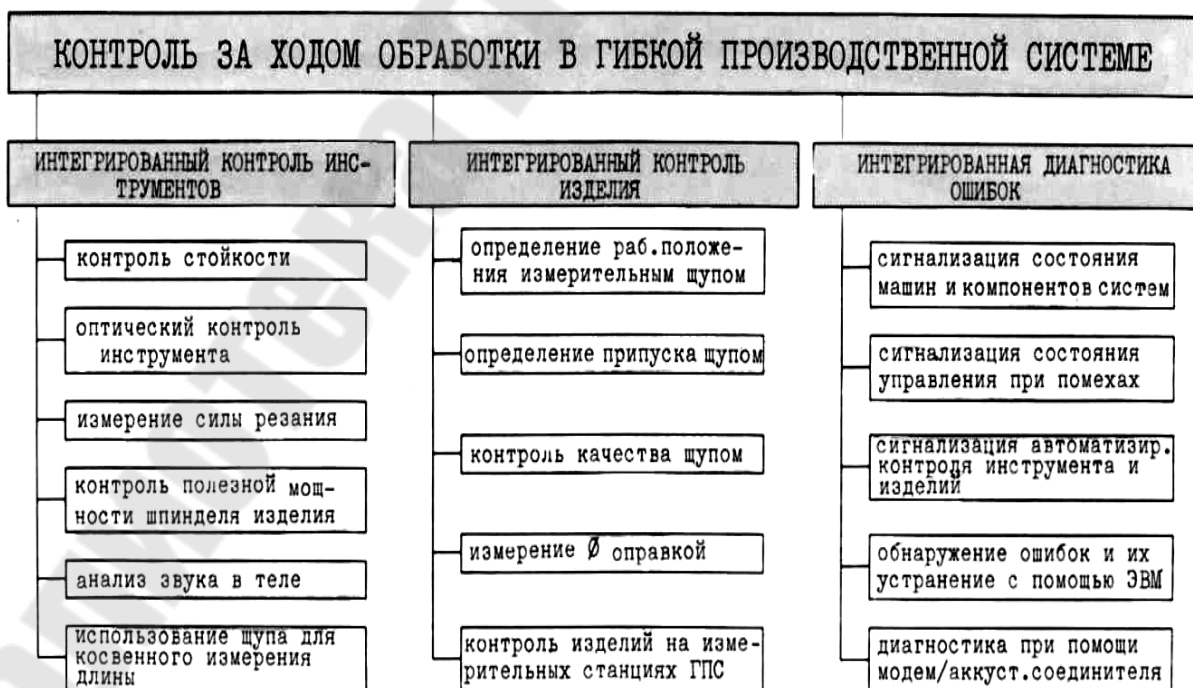 КОНТРОЛЬ ЗА ХОДОМ ОБРАБОТКИ В ГИБКОЙ ПРОИЗВОДСТВЕННОЙ СИСТЕМЕ
ИНТЕГРИРОВАННЫЙ КОНТРОЛЬ ИНС-
ТРУМЕНТОВ
контроль стойкости
оптический контроль
инструмента
измерение силы резания
контроль полезной мощ-
ности шпинделя изделия
анализ звука в теле
использование щупа для
косвенного измерения
длины
ИНТЕГРИРОВАННЫЙ КОНТРОЛЬ
ИЗДЕЛИЯ
определение раб.положе-
ния измерительным щупом
определение припуска щупом
контроль качества щупом
измерение Ø оправкой
контроль изделий на изме-
рительных станциях ГПС
ИНТЕГРИРОВАННАЯ ДИАГНОСТИКА
ОШИБОК
сигнализация состояния
машин и компонентов систем
сигнализация состояния
управления при помехах
сигнализация автоматизир.
контроля инструмента и
изделий
обнаружение ошибок и их
устранение с помощью ЭВМ
диагностика при помощи
модем/аккуст.соединителя